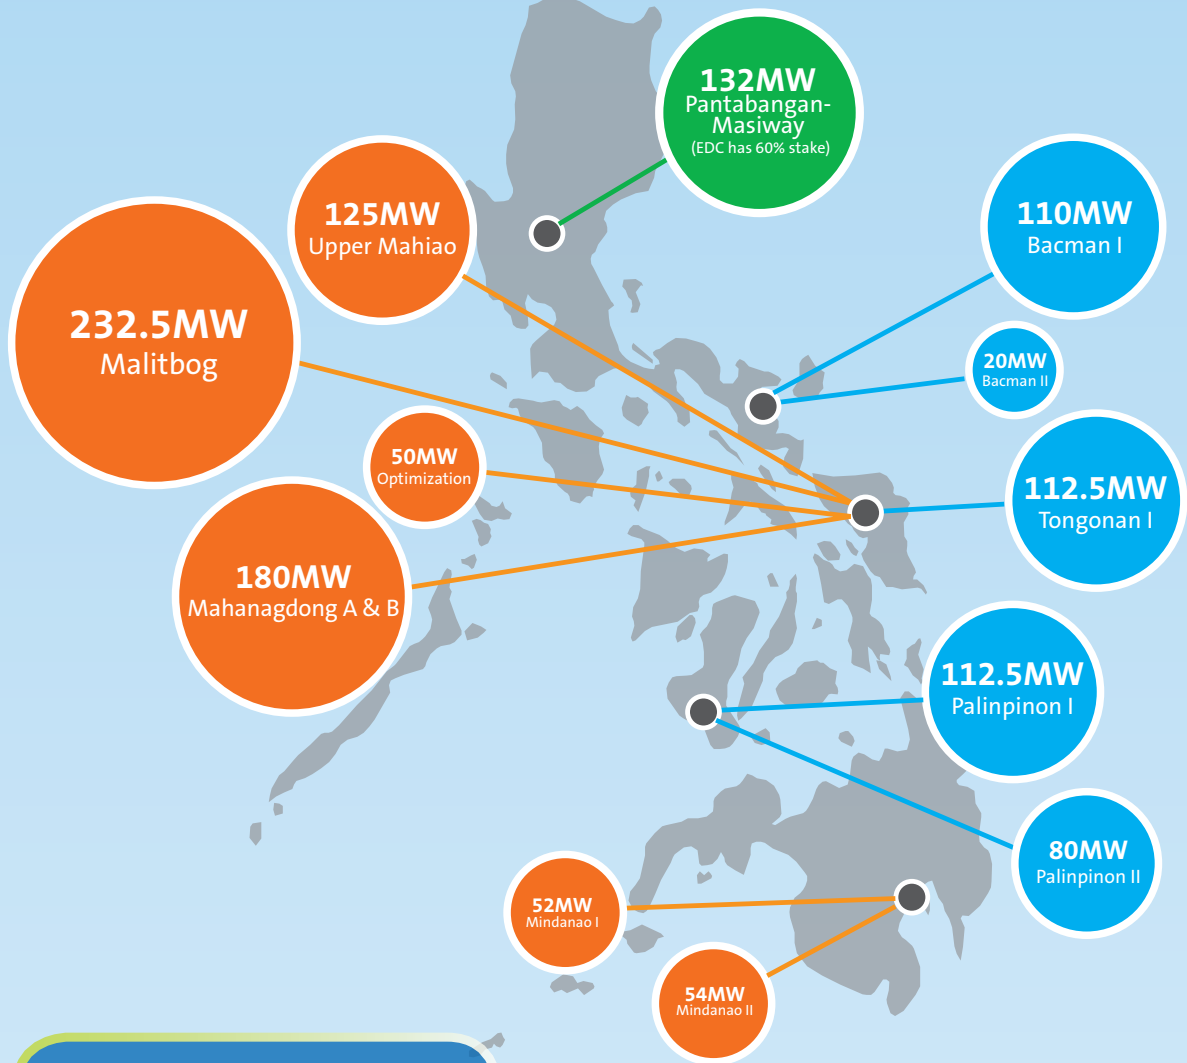 132MW
Pantabangan-
Masiway
(EDC has 60% stake)
125MW
Upper Mahiao
110MW
Bacman I
232.5MW
Malitbog
20MW
Bacman II
50MW
Optimization
112.5MW
Tongonan I
180MW
Mahanagdong A & B
112.5MW
Palinpinon I
80MW
Palinpinon II
52MW
Mindanao I
54MW
Mindanao II